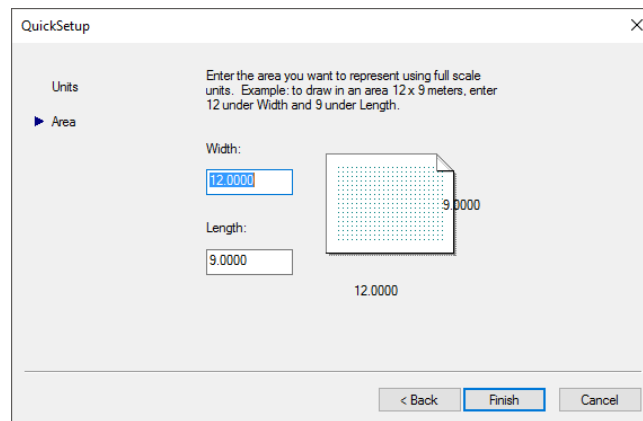 QuickSetup
Units
Area
Enter the area you want to represent using full scale
units. Example: to draw in an area 12 x 9 meters, enter
12 under Width and 9 under Length.
Width:
12.0000
Length:
9.0000
9.0000
12.0000
< Back
Finish
Cancel